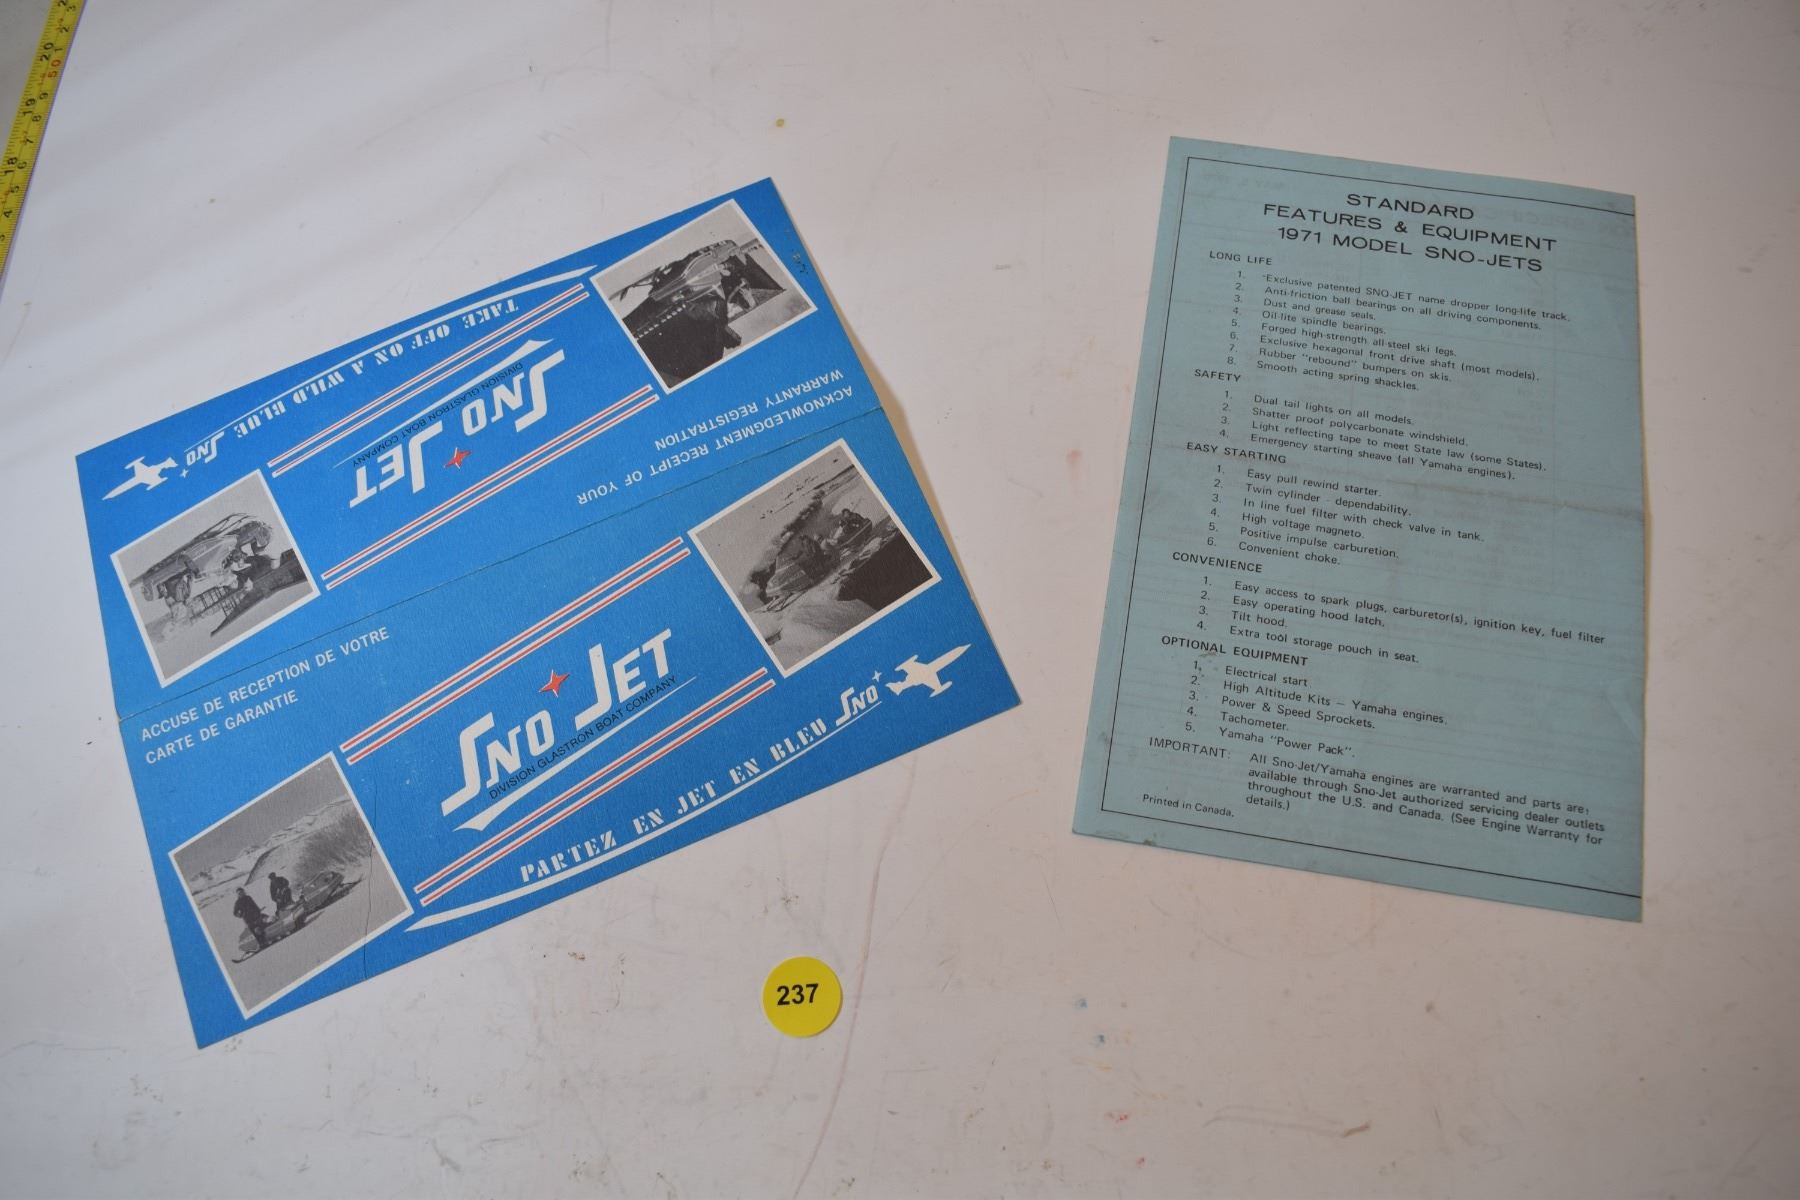 TAKE OFF ON A WILD BLUE SNO
SNO JET
DIVISION GLASTRON BOAT COMPANY
ACKNOWLEDGMENT RECEIPT OF YOUR
WARRANTY REGISTRATION
ACCUSE DE RECEPTION DE VOTRE
CARTE DE GARANTIE
SNO JET
DIVISION GLASTRON BOAT COMPANY
PARTEZ EN JET EN BLEU SNO
237
STANDARD
FEATURES & EQUIPMENT
1971 MODEL SNO-JETS
LONG LIFE
1. Exclusive patented SNO-JET name dropper long-life track.
2. Anti-friction ball bearings on all driving components.
3. Dust and grease seals.
4. Oil-lite spindle bearings.
5. Forged high-strength all-steel ski legs.
6. Exclusive hexagonal front drive shaft (most models).
7. Rubber "rebound" bumpers on skis.
8. Smooth acting spring shackles.
SAFETY
1. Dual tail lights on all models.
2. Shatter proof polycarbonate windshield.
3. Light reflecting tape to meet State law (some States).
4. Emergency starting sheave (all Yamaha engines).
EASY STARTING
1. Easy pull rewind starter.
2. Twin cylinder - dependability.
3. In line fuel filter with check valve in tank.
4. High voltage magneto.
5. Positive impulse carburetion.
6. Convenient choke.
CONVENIENCE
1. Easy access to spark plugs, carburetor(s), ignition key, fuel filter
2. Easy operating hood latch.
3. Tilt hood.
4. Extra tool storage pouch in seat.
OPTIONAL EQUIPMENT
1. Electrical start
2. High Altitude Kits – Yamaha engines.
3. Power & Speed Sprockets.
4. Tachometer.
5. Yamaha "Power Pack".
IMPORTANT: All Sno-Jet/Yamaha engines are warranted and parts are,
available through Sno-Jet authorized servicing dealer outlets
throughout the U.S. and Canada. (See Engine Warranty for
details.)
Printed in Canada.